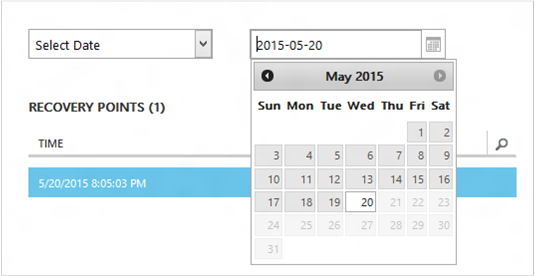 Select Date 2015-05-20
May 2015
Sun Mon Tue Wed Thu Fri Sat
1 2
3 4 5 6 7 8 9
10 11 12 13 14 15 16
17 18 19 20 21 22 23
24 25 26 27 28 29 30
31
RECOVERY POINTS (1)
TIME
5/20/2015 8:05:03 PM